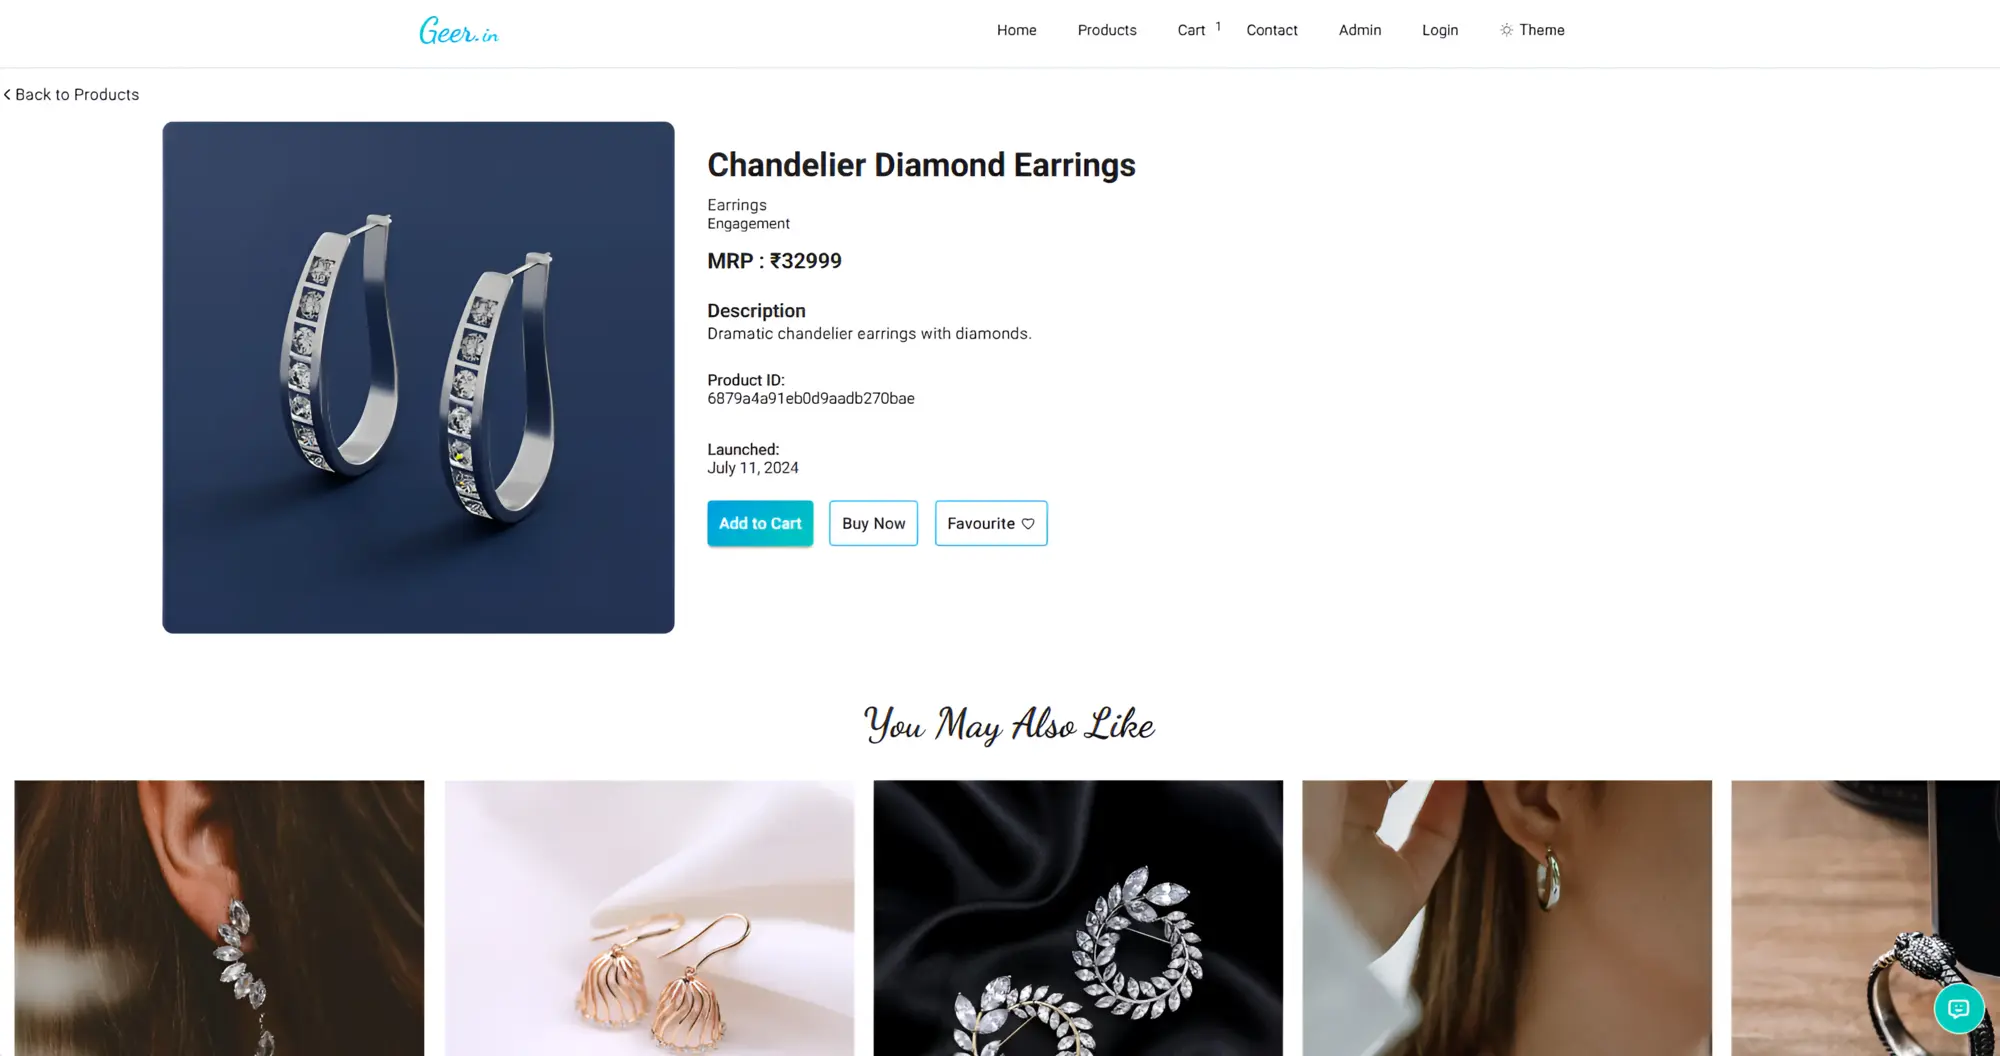 Geer.in
Home Products Cart 1 Contact Admin Login Theme
Back to Products
Chandelier Diamond Earrings
Earrings
Engagement
MRP : ₹32999
Description
Dramatic chandelier earrings with diamonds.
Product ID:
6879a4a91eb0d9aadb270bae
Launched:
July 11, 2024
Add to Cart Buy Now Favourite
You May Also Like